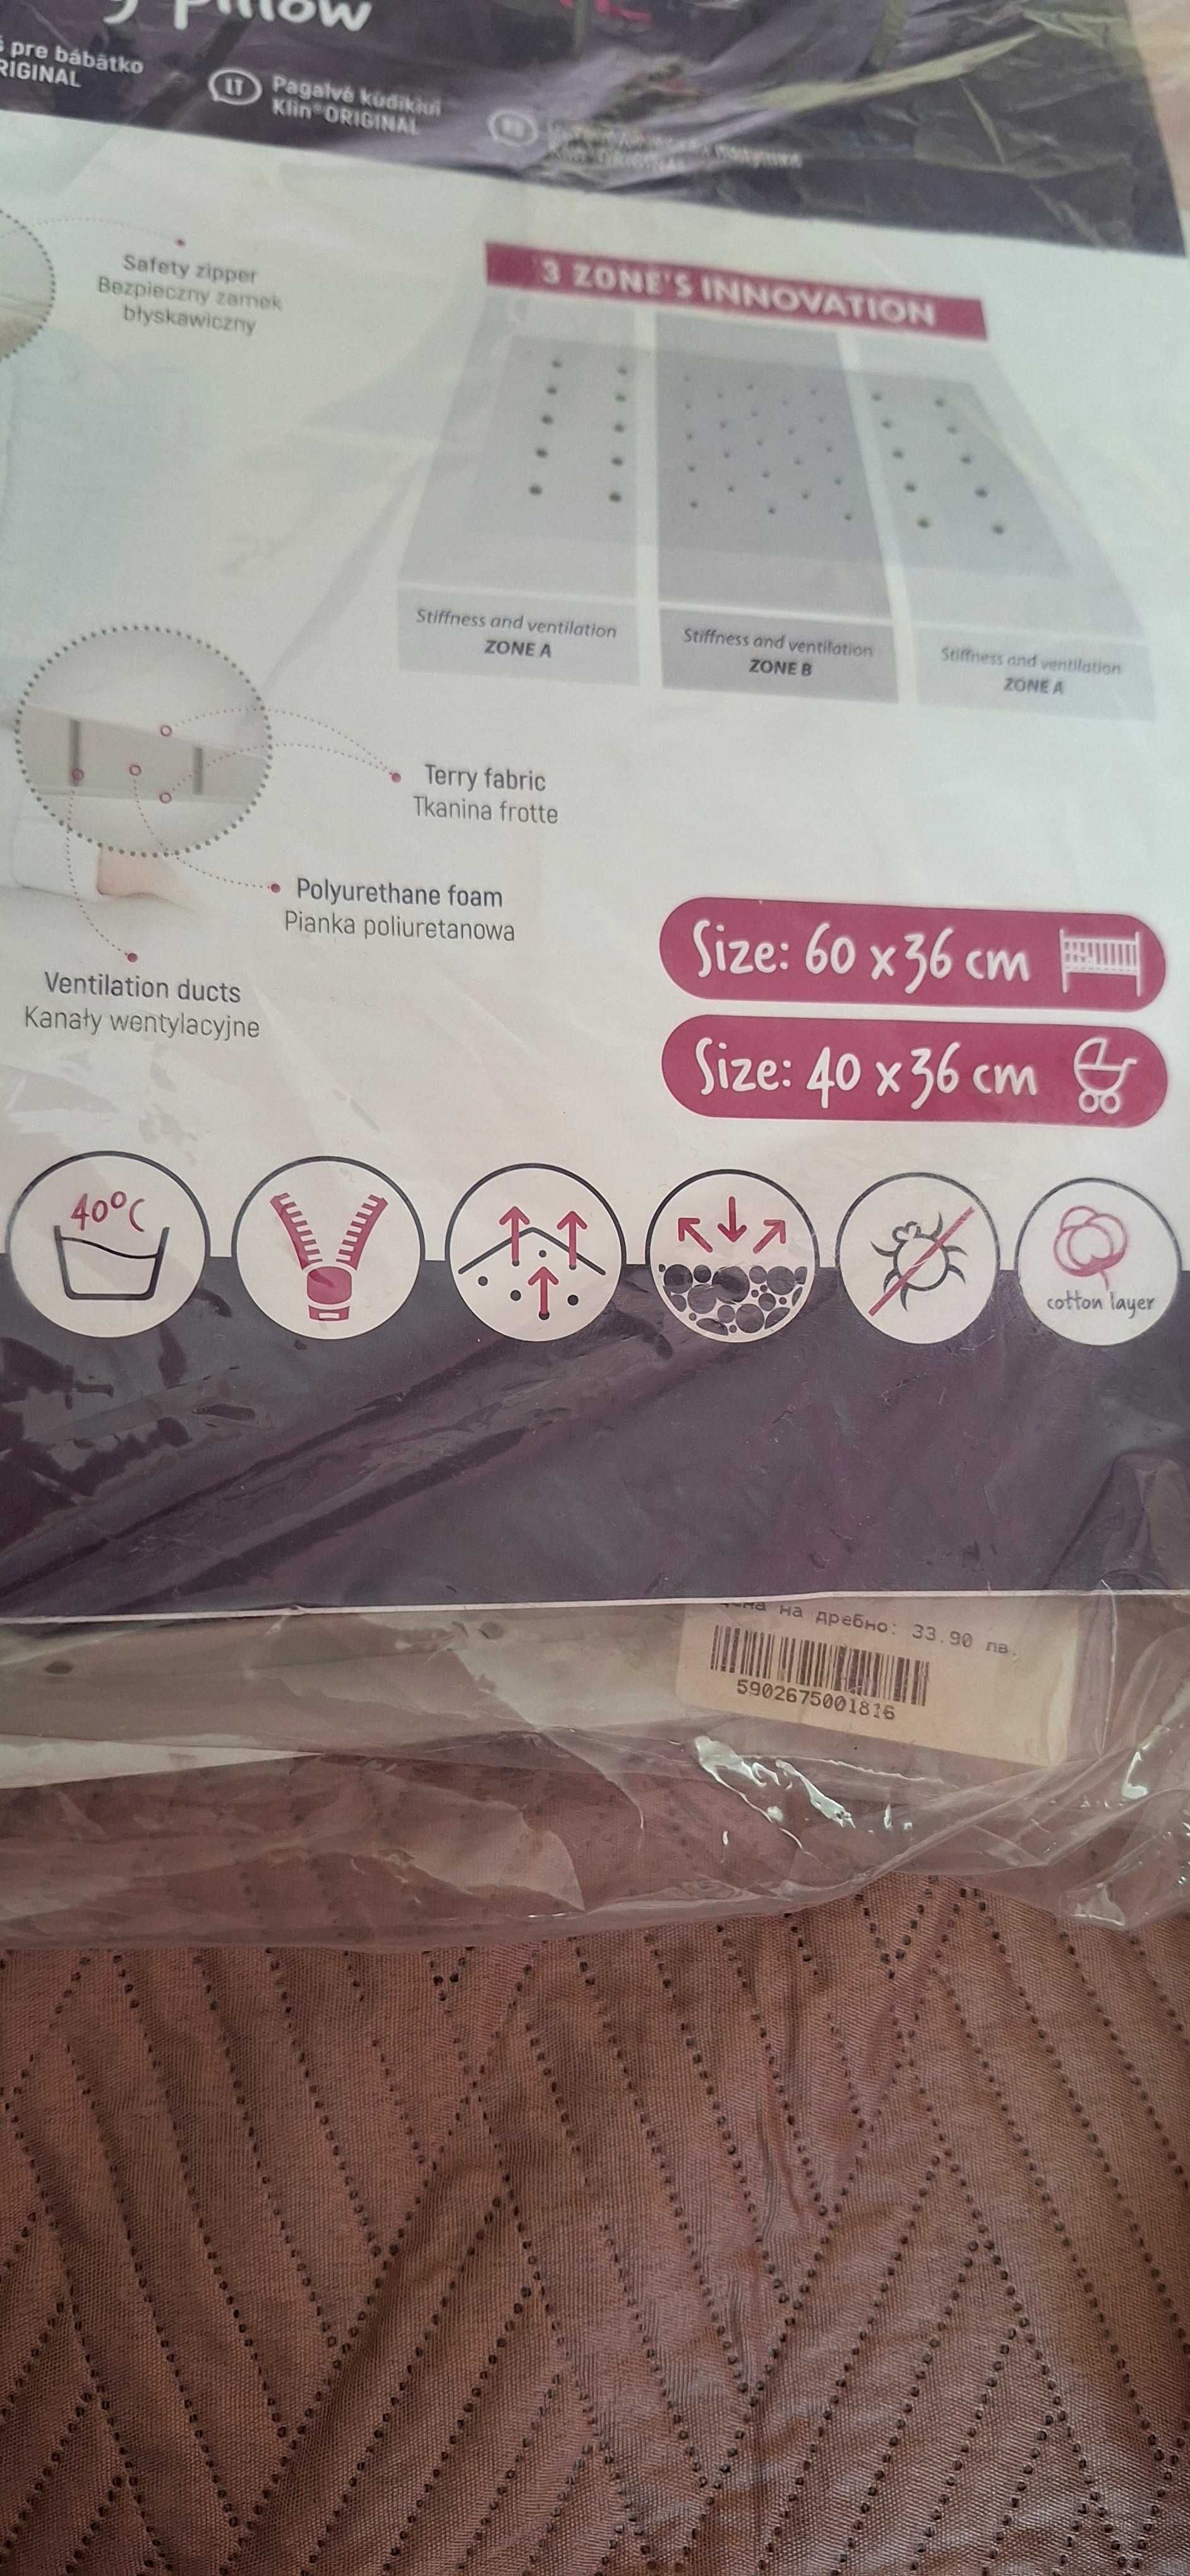 pillow
pre bábätko
LT
Pagalvė kūdikiui
Klin® ORIGINAL
Safety zipper
Bezpieczny zamek
błyskawiczny
3 ZONE'S INNOVATION
Stiffness and ventilation
ZONE A
Stiffness and ventilation
ZONE B
Stiffness and ventilation
ZONE A
Terry fabric
Tkanina frotte
Polyurethane foam
Pianka poliuretanowa
Ventilation ducts
Kanały wentylacyjne
Size: 60 x 36 cm
Size: 40 x 36 cm
40°C
cotton layer
на дребно: 33.90 лв.
5902675001816